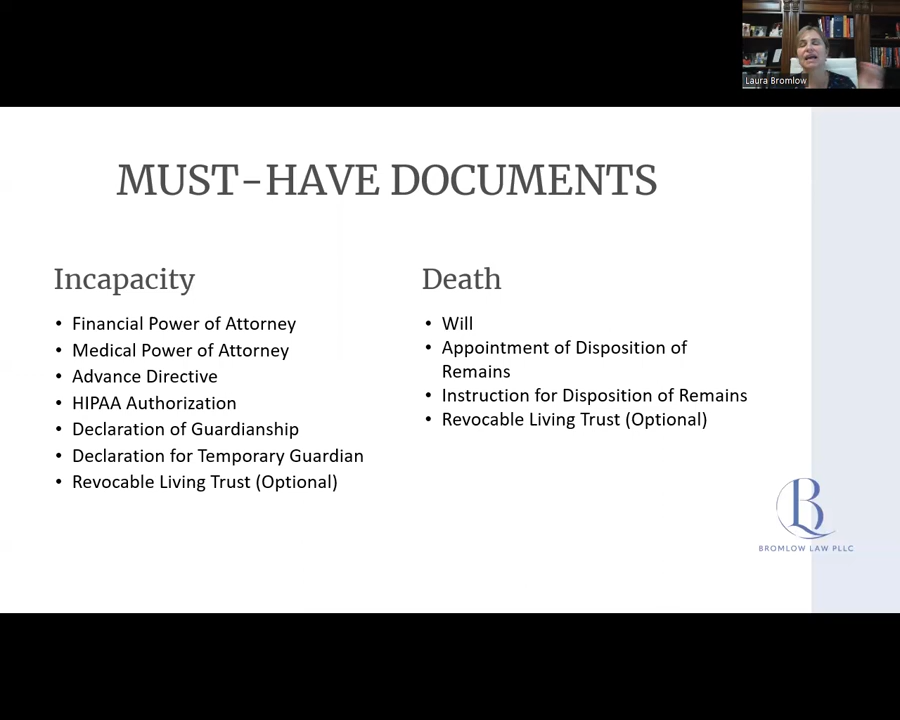 Laura Bromlow
MUST-HAVE DOCUMENTS
Incapacity
• Financial Power of Attorney
• Medical Power of Attorney
• Advance Directive
• HIPAA Authorization
• Declaration of Guardianship
• Declaration for Temporary Guardian
• Revocable Living Trust (Optional)
Death
• Will
• Appointment of Disposition of
Remains
• Instruction for Disposition of Remains
• Revocable Living Trust (Optional)
BROMLOW LAW PLLC